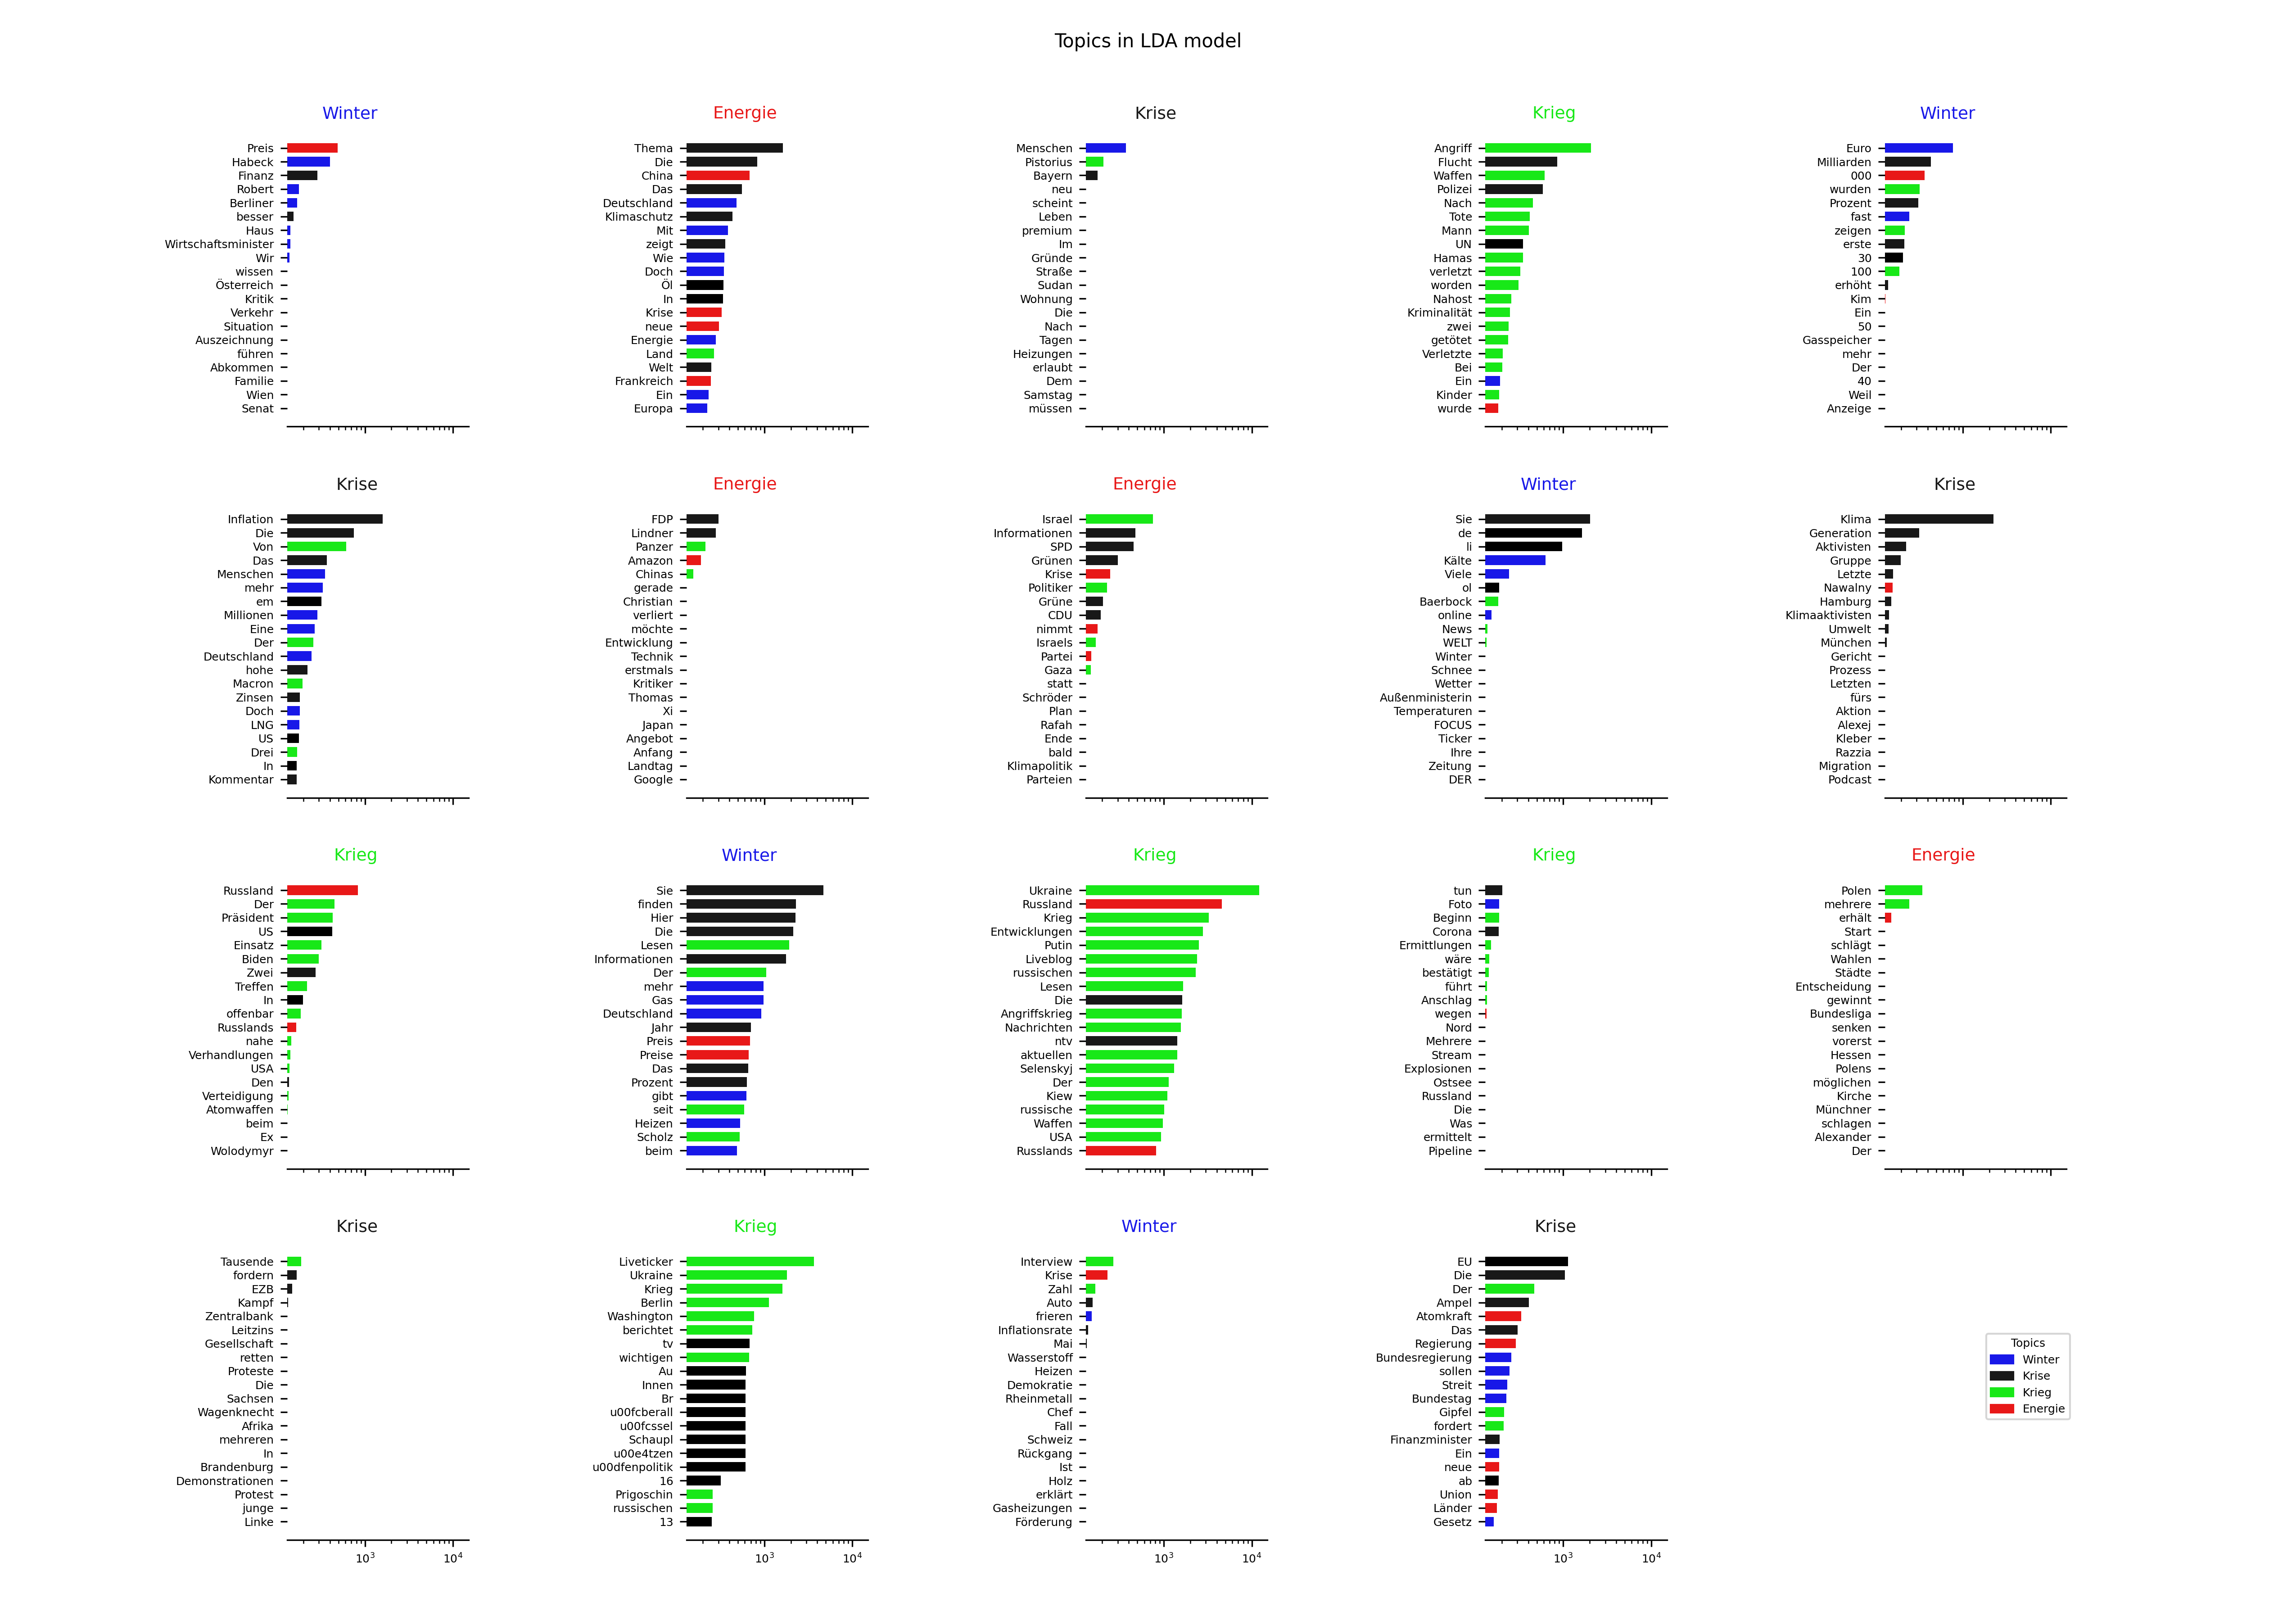 Topics in LDA model
Winter
Preis
Habeck
Finanz
Robert
Berliner
besser
Haus
Wirtschaftsminister
Wir
wissen
Österreich
Kritik
Verkehr
Situation
Auszeichnung
führen
Abkommen
Familie
Wien
Senat
Energie
Thema
Die
China
Das
Deutschland
Klimaschutz
Mit
zeigt
Wie
Doch
Öl
In
Krise
neue
Energie
Land
Welt
Frankreich
Ein
Europa
Krise
Menschen
Pistorius
Bayern
neu
scheint
Leben
premium
Im
Gründe
Straße
Sudan
Wohnung
Die
Nach
Tagen
Heizungen
erlaubt
Dem
Samstag
müssen
Krieg
Angriff
Flucht
Waffen
Polizei
Nach
Tote
Mann
UN
Hamas
verletzt
worden
Nahost
Kriminalität
zwei
getötet
Verletzte
Bei
Ein
Kinder
wurde
Winter
Euro
Milliarden
000
wurden
Prozent
fast
zeigen
erste
30
100
erhöht
Kim
Ein
50
Gasspeicher
mehr
Der
40
Weil
Anzeige
Krise
Inflation
Die
Von
Das
Menschen
mehr
em
Millionen
Eine
Der
Deutschland
hohe
Macron
Zinsen
Doch
LNG
US
Drei
In
Kommentar
Energie
FDP
Lindner
Panzer
Amazon
Chinas
gerade
Christian
verliert
möchte
Entwicklung
Technik
erstmals
Kritiker
Thomas
Xi
Japan
Angebot
Anfang
Landtag
Google
Energie
Israel
Informationen
SPD
Grünen
Krise
Politiker
Grüne
CDU
nimmt
Israels
Partei
Gaza
statt
Schröder
Plan
Rafah
Ende
bald
Klimapolitik
Parteien
Winter
Sie
de
li
Kälte
Viele
ol
Baerbock
online
News
WELT
Winter
Schnee
Wetter
Außenministerin
Temperaturen
FOCUS
Ticker
Ihre
Zeitung
DER
Krise
Klima
Generation
Aktivisten
Gruppe
Letzte
Nawalny
Hamburg
Klimaaktivisten
Umwelt
München
Gericht
Prozess
Letzten
fürs
Aktion
Alexej
Kleber
Razzia
Migration
Podcast
Krieg
Russland
Der
Präsident
US
Einsatz
Biden
Zwei
Treffen
In
offenbar
Russlands
nahe
Verhandlungen
USA
Den
Verteidigung
Atomwaffen
beim
Ex
Wolodymyr
Winter
Sie
finden
Hier
Die
Lesen
Informationen
Der
mehr
Gas
Deutschland
Jahr
Preis
Preise
Das
Prozent
gibt
seit
Heizen
Scholz
beim
Krieg
Ukraine
Russland
Krieg
Entwicklungen
Putin
Liveblog
russischen
Lesen
Die
Angriffskrieg
Nachrichten
ntv
aktuellen
Selenskyj
Der
Kiew
russische
Waffen
USA
Russlands
Krieg
tun
Foto
Beginn
Corona
Ermittlungen
wäre
bestätigt
führt
Anschlag
wegen
Nord
Mehrere
Stream
Explosionen
Ostsee
Russland
Die
Was
ermittelt
Pipeline
Energie
Polen
mehrere
erhält
Start
schlägt
Wahlen
Städte
Entscheidung
gewinnt
Bundesliga
senken
vorerst
Hessen
Polens
möglichen
Kirche
Münchner
schlagen
Alexander
Der
Krise
Tausende
fordern
EZB
Kampf
Zentralbank
Leitzins
Gesellschaft
retten
Proteste
Die
Sachsen
Wagenknecht
Afrika
mehreren
In
Brandenburg
Demonstrationen
Protest
junge
Linke
10³ 10⁴
Krieg
Liveticker
Ukraine
Krieg
Berlin
Washington
berichtet
tv
wichtigen
Au
Innen
Br
u00fcberall
u00fcssel
Schaupl
u00e4tzen
u00dfenpolitik
16
Prigoschin
russischen
13
10³ 10⁴
Winter
Interview
Krise
Zahl
Auto
frieren
Inflationsrate
Mai
Wasserstoff
Heizen
Demokratie
Rheinmetall
Chef
Fall
Schweiz
Rückgang
Ist
Holz
erklärt
Gasheizungen
Förderung
10³ 10⁴
Krise
EU
Die
Der
Ampel
Atomkraft
Das
Regierung
Bundesregierung
sollen
Streit
Bundestag
Gipfel
fordert
Finanzminister
Ein
neue
ab
Union
Länder
Gesetz
10³ 10⁴
Topics
Winter
Krise
Krieg
Energie